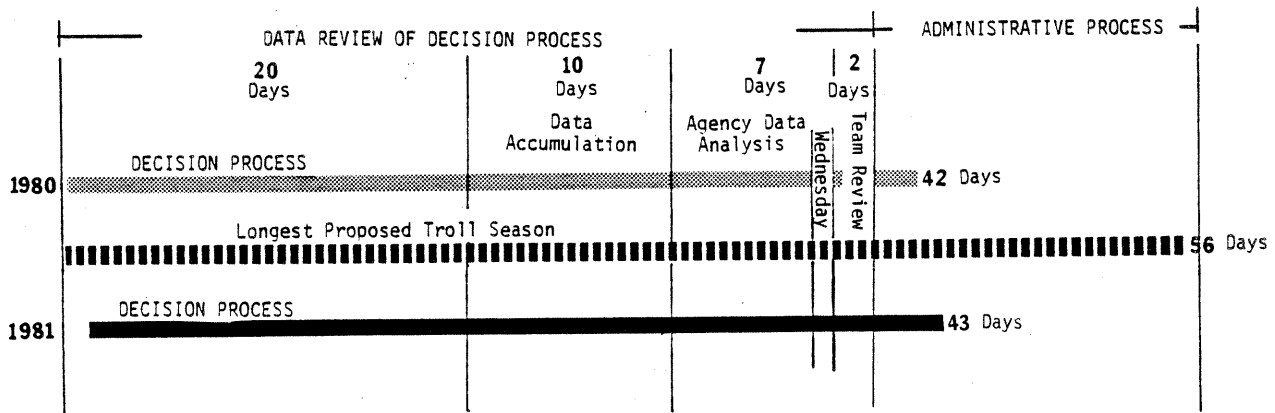 DATA REVIEW OF DECISION PROCESS
ADMINISTRATIVE PROCESS
20
Days
10
Days
7
Days
2
Days
Data
Accumulation
Agency Data
Analysis
Wednesday
Team Review
DECISION PROCESS
1980
42 Days
Longest Proposed Troll Season
56 Days
DECISION PROCESS
1981
43 Days